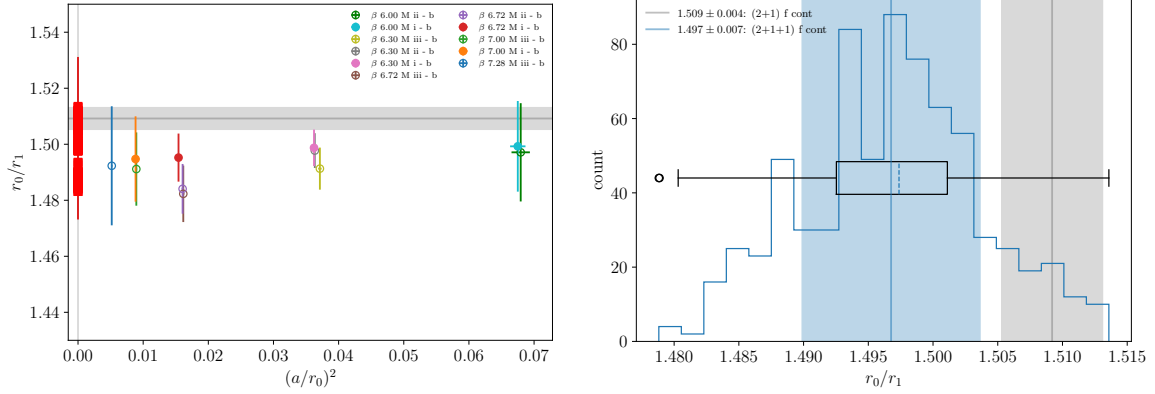 β 6.00 M ii - b
β 6.00 M i - b
β 6.30 M iii - b
β 6.30 M ii - b
β 6.30 M i - b
β 6.72 M iii - b
β 6.72 M ii - b
β 6.72 M i - b
β 7.00 M iii - b
β 7.00 M i - b
β 7.28 M iii - b
1.54
1.52
1.50
1.48
1.46
1.44
r₀/r₁
0.00 0.01 0.02 0.03 0.04 0.05 0.06 0.07
(a/r₀)²
1.509 ± 0.004: (2+1) f cont
1.497 ± 0.007: (2+1+1) f cont
80
60
40
20
0
count
1.480 1.485 1.490 1.495 1.500 1.505 1.510 1.515
r₀/r₁